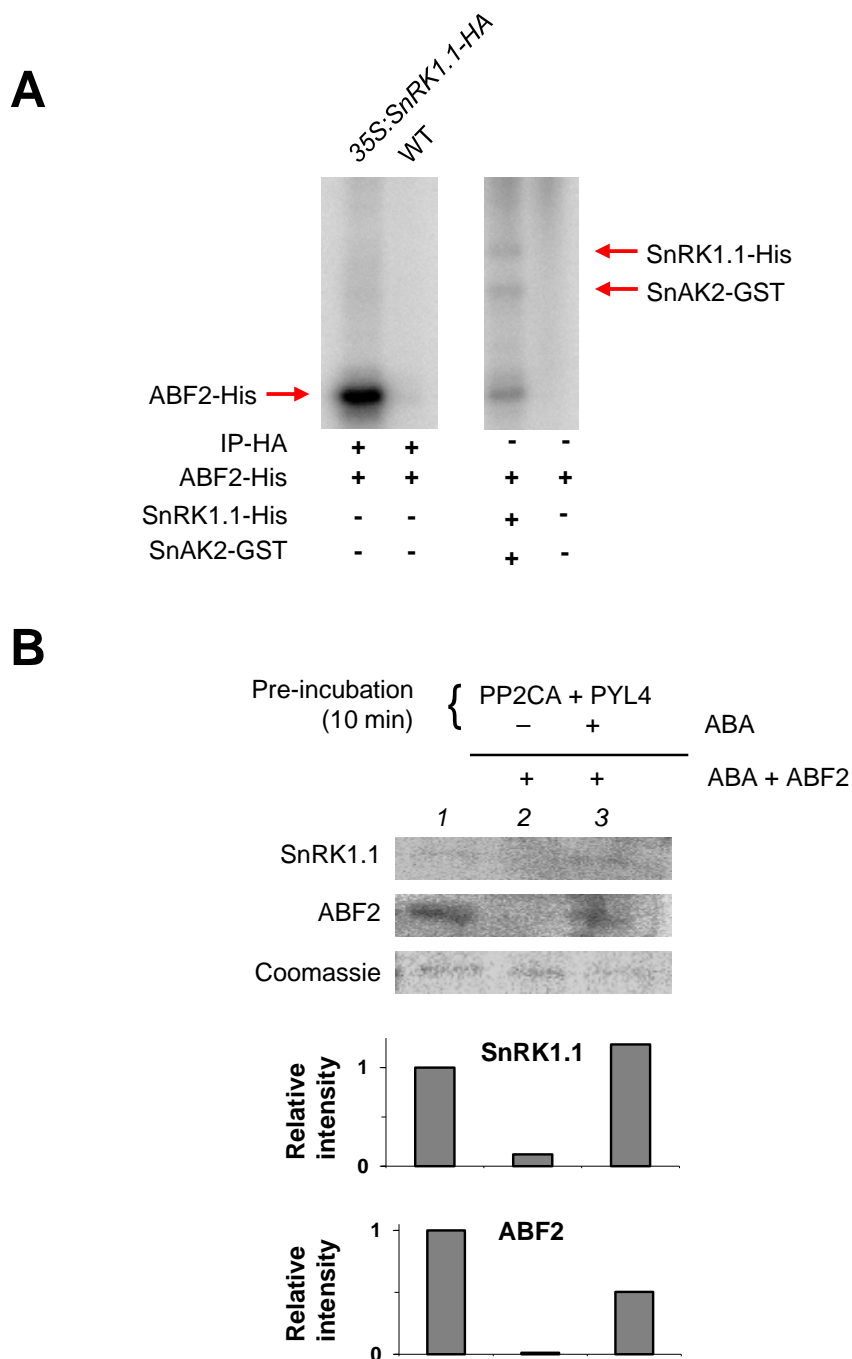 A
35S:SnRK1.1-HA
WT
SnRK1.1-His
SnAK2-GST
ABF2-His
IP-HA + + - -
ABF2-His + + + +
SnRK1.1-His - - + -
SnAK2-GST - - + -
B
Pre-incubation
(10 min)
{
PP2CA + PYL4
– + ABA
+ + ABA + ABF2
1 2 3
SnRK1.1
ABF2
Coomassie
SnRK1.1
Relative
intensity
1
0
ABF2
Relative
intensity
1
0